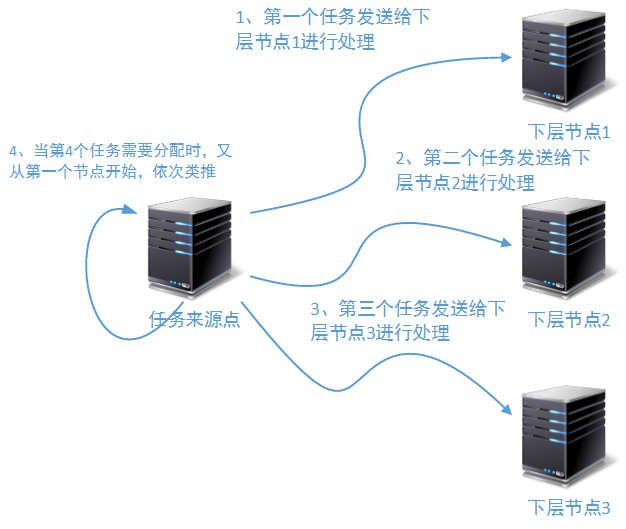 1、第一个任务发送给下
层节点1进行处理
下层节点1
4、当第4个任务需要分配时，又
从第一个节点开始，依次类推
2、第二个任务发送给下
层节点2进行处理
任务来源点
下层节点2
3、第三个任务发送给下
层节点3进行处理
下层节点3